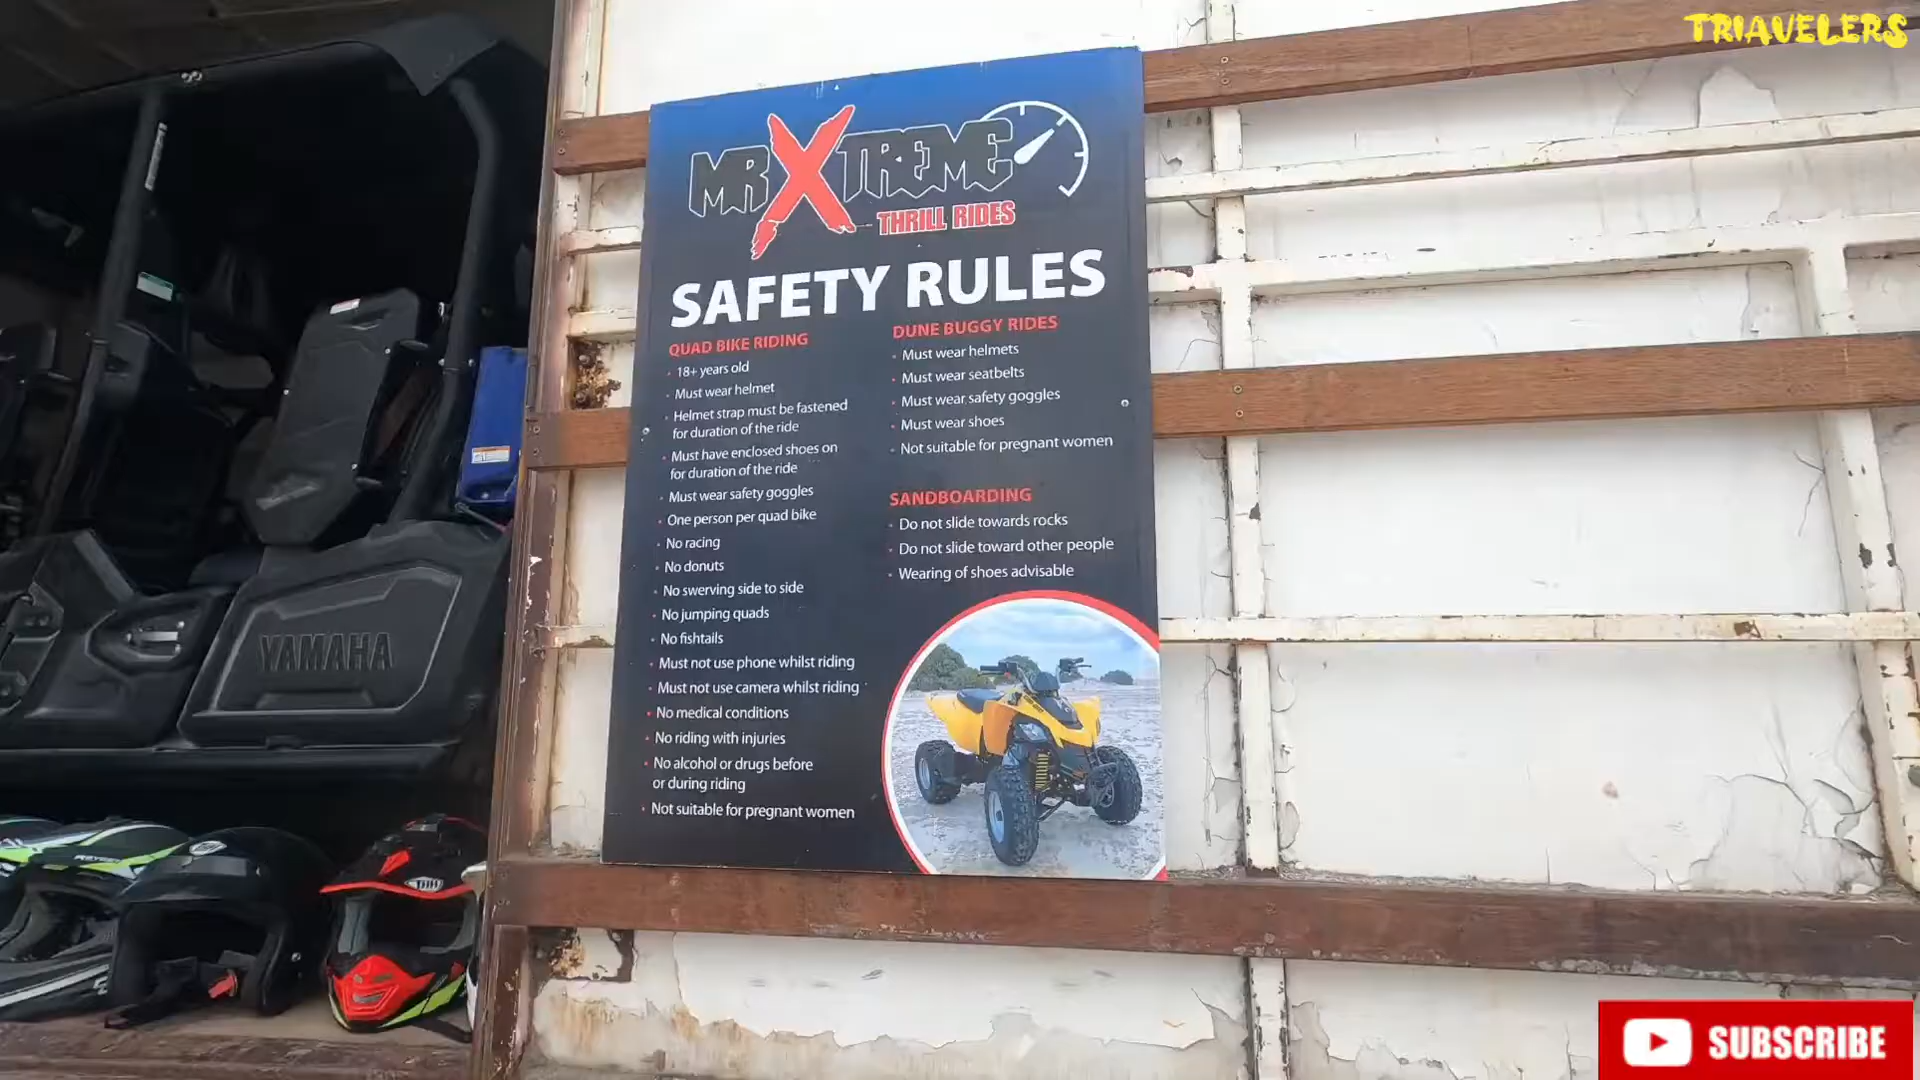 TRIAVELERS
MR XTREME
THRILL RIDES
SAFETY RULES
QUAD BIKE RIDING
• 18+ years old
• Must wear helmet
• Helmet strap must be fastened
for duration of the ride
• Must have enclosed shoes on
for duration of the ride
• Must wear safety goggles
• One person per quad bike
• No racing
• No donuts
• No swerving side to side
• No jumping quads
• No fishtails
• Must not use phone whilst riding
• Must not use camera whilst riding
• No medical conditions
• No riding with injuries
• No alcohol or drugs before
or during riding
• Not suitable for pregnant women
DUNE BUGGY RIDES
• Must wear helmets
• Must wear seatbelts
• Must wear safety goggles
• Must wear shoes
• Not suitable for pregnant women
SANDBOARDING
• Do not slide towards rocks
• Do not slide toward other people
• Wearing of shoes advisable
YAMAHA
SUBSCRIBE